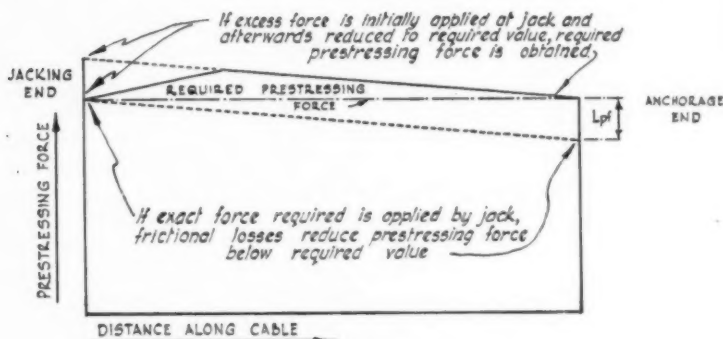 If excess force is initially applied at jack and
afterwards reduced to required value, required
prestressing force is obtained.
JACKING
END
REQUIRED PRESTRESSING
FORCE
Lpf
ANCHORAGE
END
PRESTRESSING FORCE
If exact force required is applied by jack,
frictional losses reduce prestressing force
below required value
DISTANCE ALONG CABLE